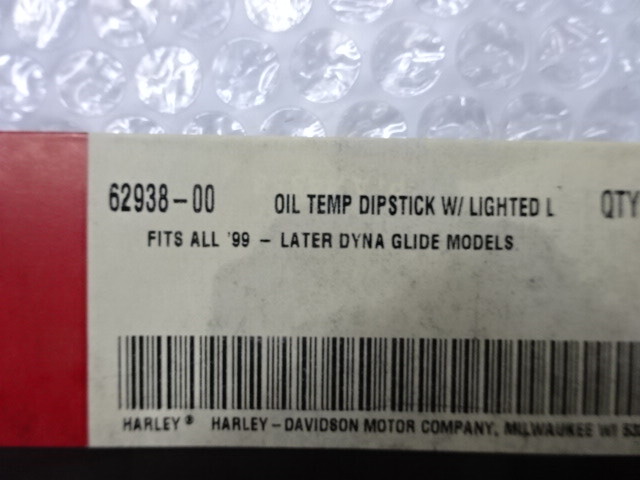 62938-00 OIL TEMP DIPSTICK W/ LIGHTED L QTY
FITS ALL '99 - LATER DYNA GLIDE MODELS
HARLEY® HARLEY-DAVIDSON MOTOR COMPANY, MILWAUKEE WI